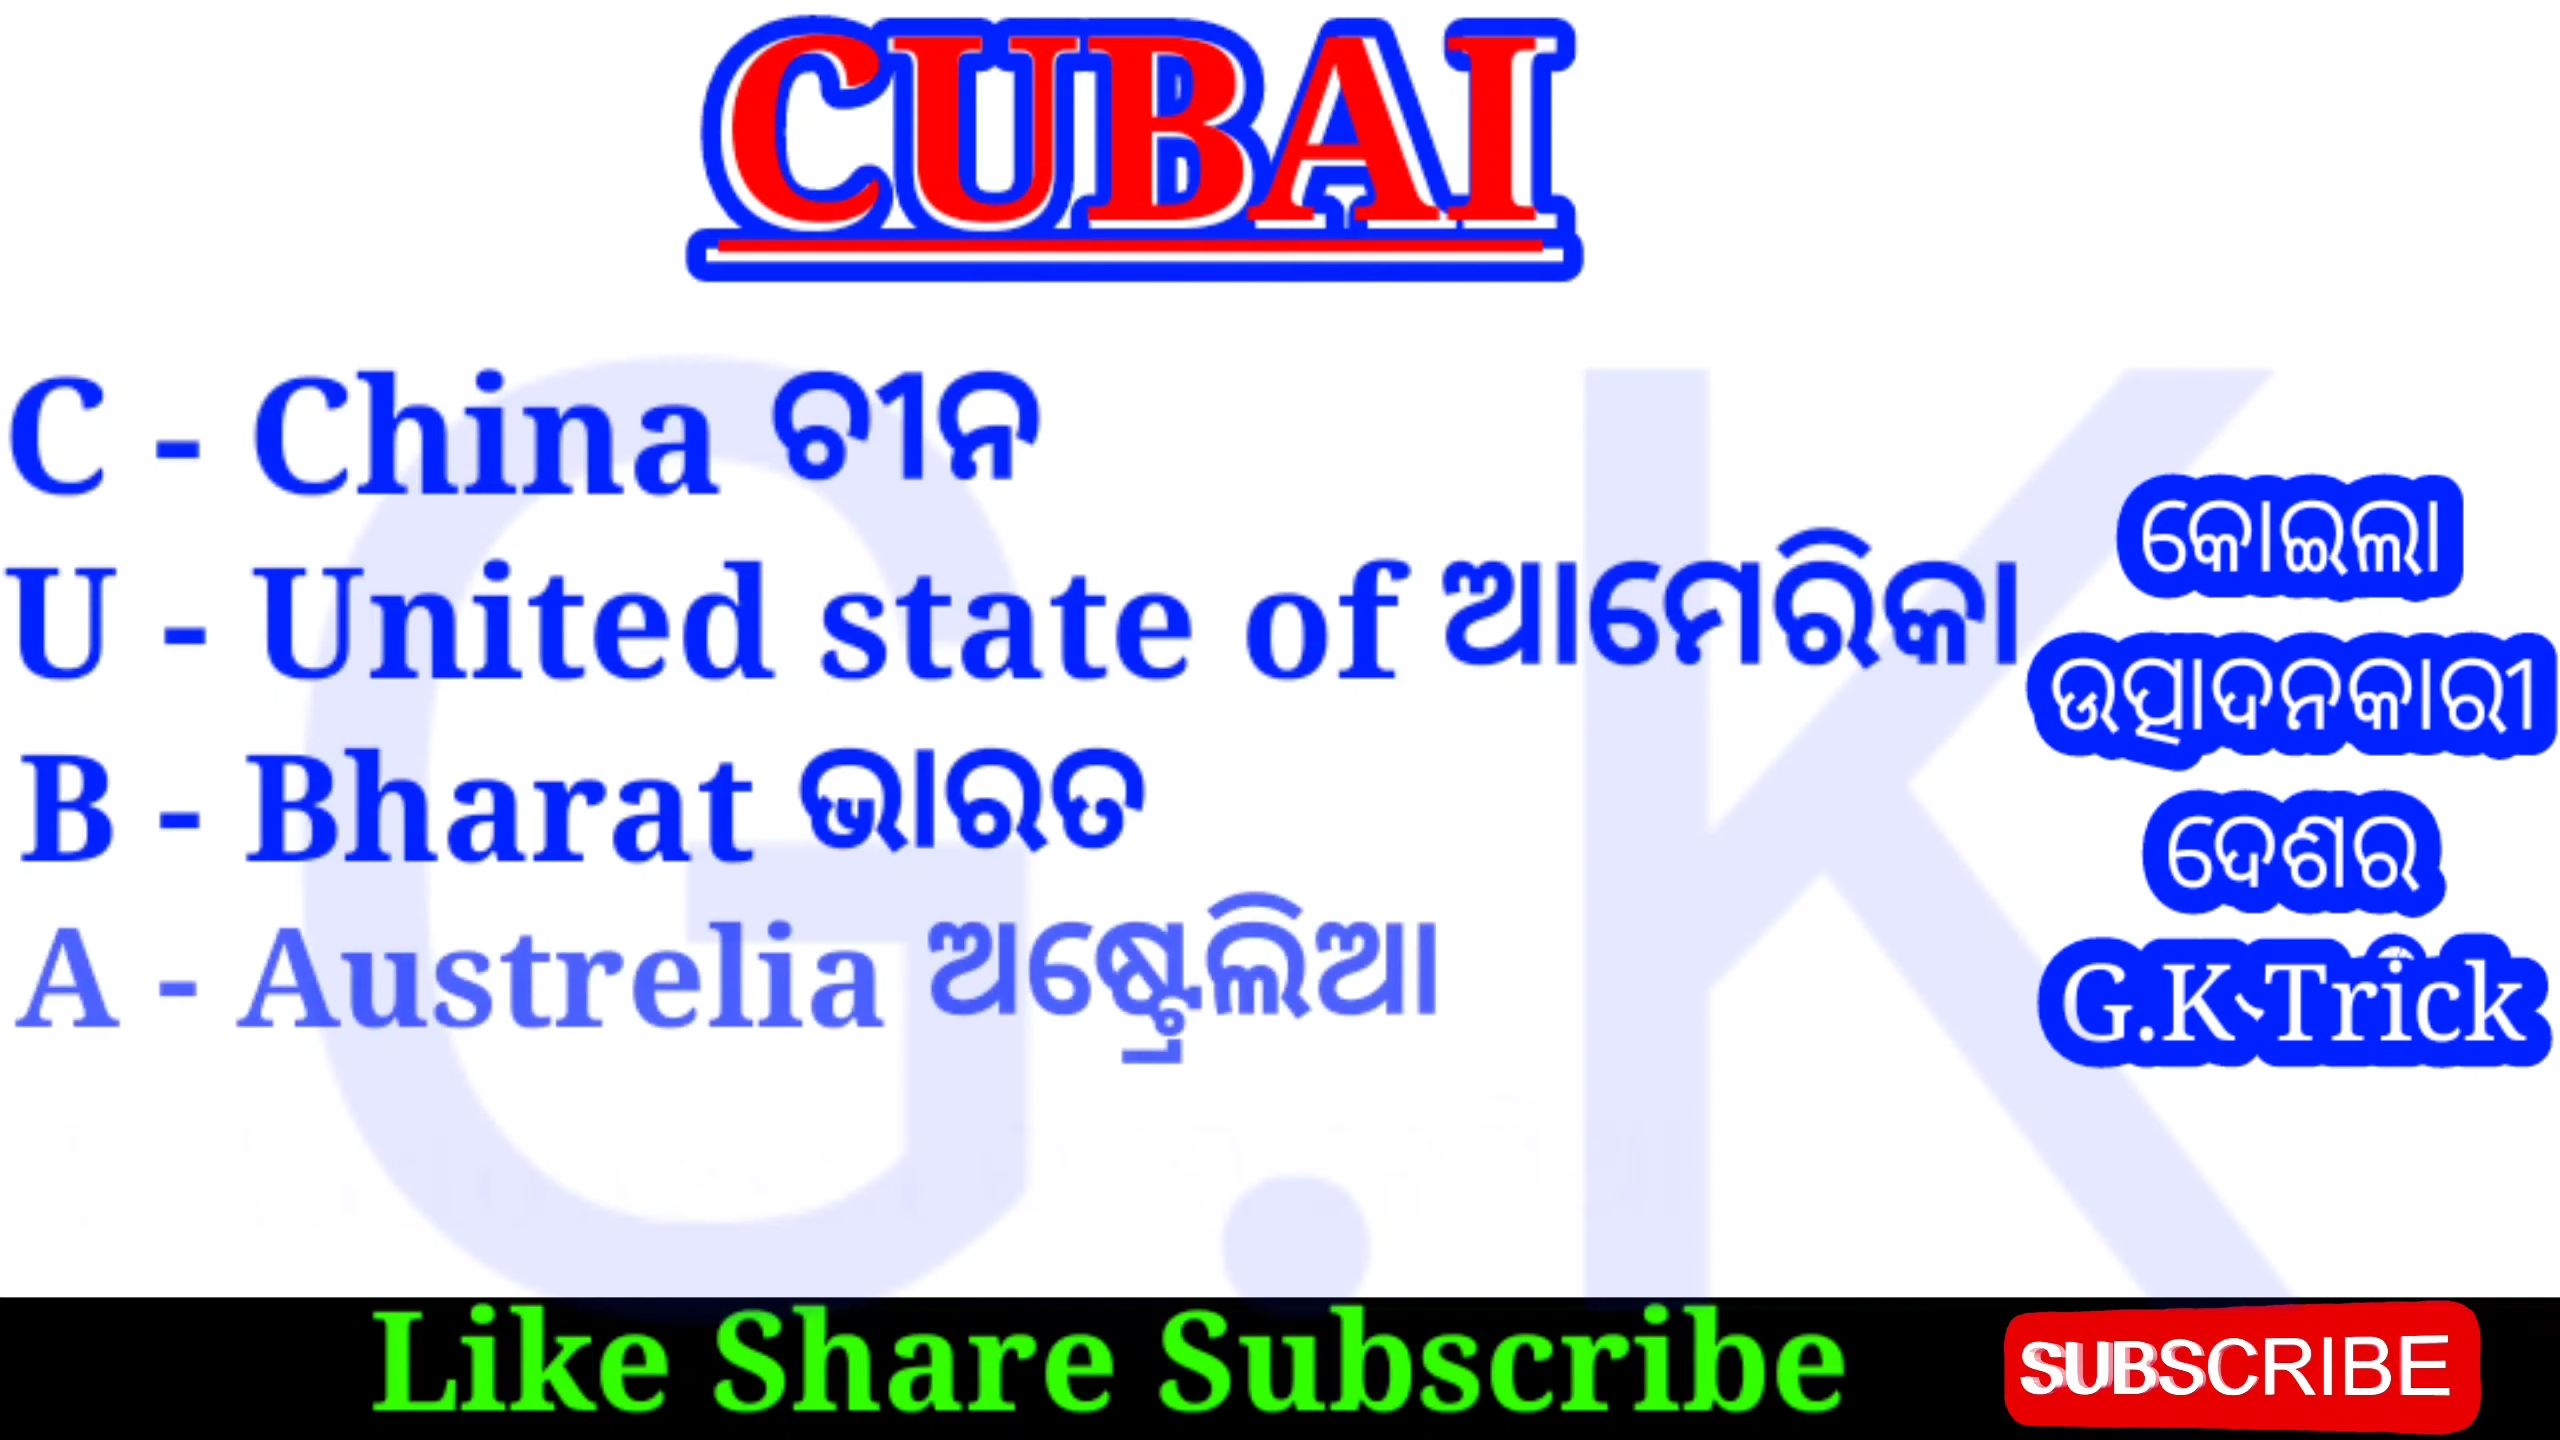 CUBAI
C - China ଚୀନ
U - United state of ଆମେରିକା
B - Bharat ଭାରତ
A - Austrelia ଅଷ୍ଟ୍ରେଲିଆ
କୋଇଲା
ଉତ୍ପାଦନକାରୀ
ଦେଶର
G.K Trick
G.K
Like Share Subscribe
SUBSCRIBE